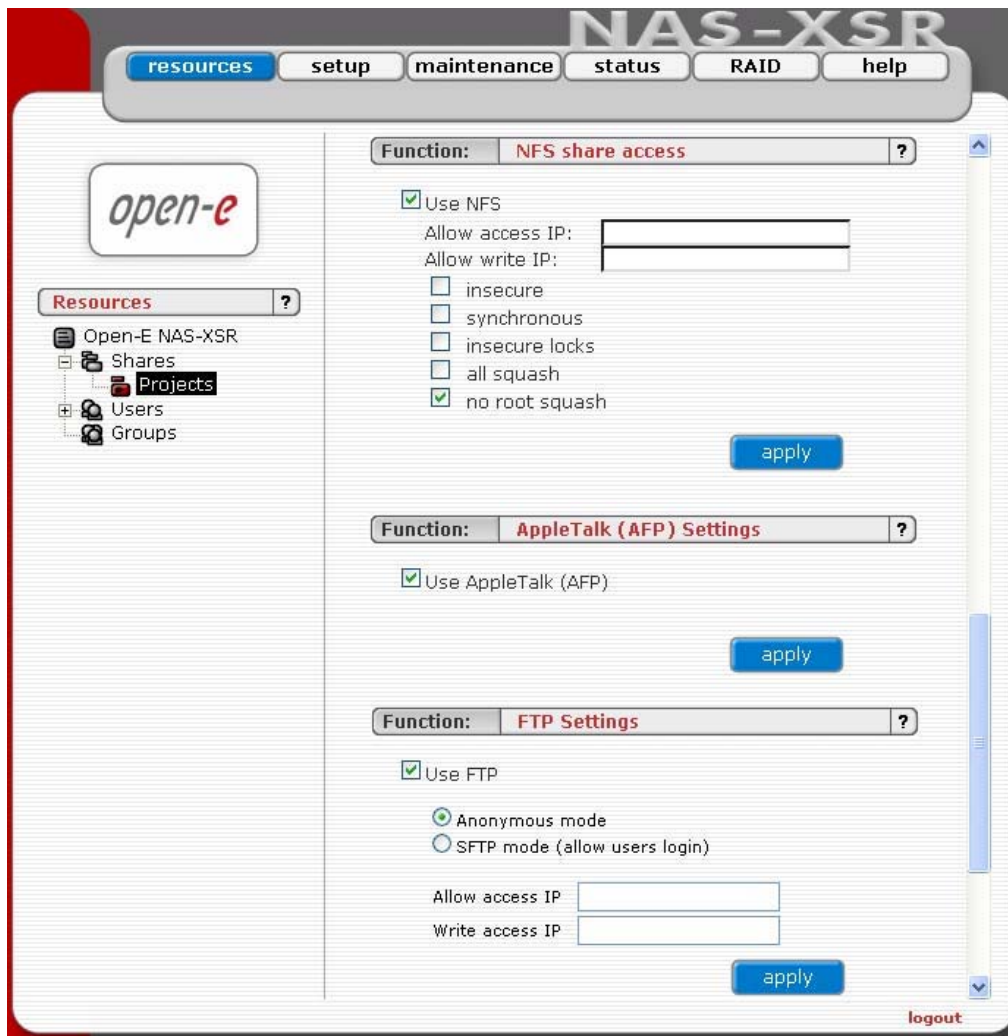 NAS-XSR
resources setup maintenance status RAID help
open-e
Resources ?
Open-E NAS-XSR
Shares
Projects
Users
Groups
Function: NFS share access ?
Use NFS
Allow access IP:
Allow write IP:
insecure
synchronous
insecure locks
all squash
no root squash
apply
Function: AppleTalk (AFP) Settings ?
Use AppleTalk (AFP)
apply
Function: FTP Settings ?
Use FTP
Anonymous mode
SFTP mode (allow users login)
Allow access IP
Write access IP
apply
logout